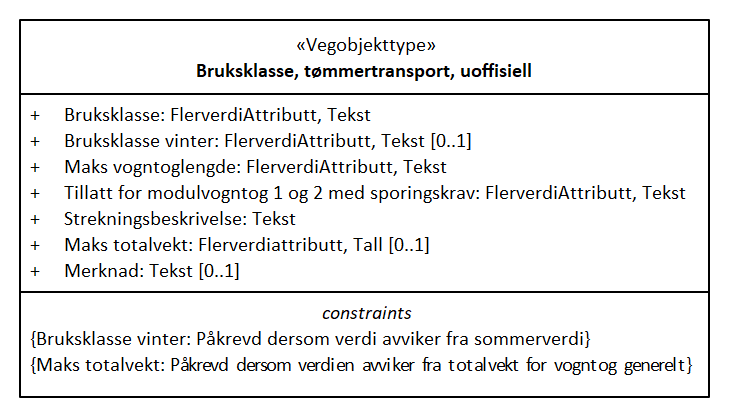 «Vegobjekttype»
Bruksklasse, tømmertransport, uoffisiell
+ Bruksklasse: FlerverdiAttributt, Tekst
+ Bruksklasse vinter: FlerverdiAttributt, Tekst [0..1]
+ Maks vogntoglengde: FlerverdiAttributt, Tekst
+ Tillatt for modulvogntog 1 og 2 med sporingskrav: FlerverdiAttributt, Tekst
+ Strekningsbeskrivelse: Tekst
+ Maks totalvekt: Flerverdiattributt, Tall [0..1]
+ Merknad: Tekst [0..1]
constraints
{Bruksklasse vinter: Påkrevd dersom verdi avviker fra sommerverdi}
{Maks totalvekt: Påkrevd dersom verdien avviker fra totalvekt for vogntog generelt}